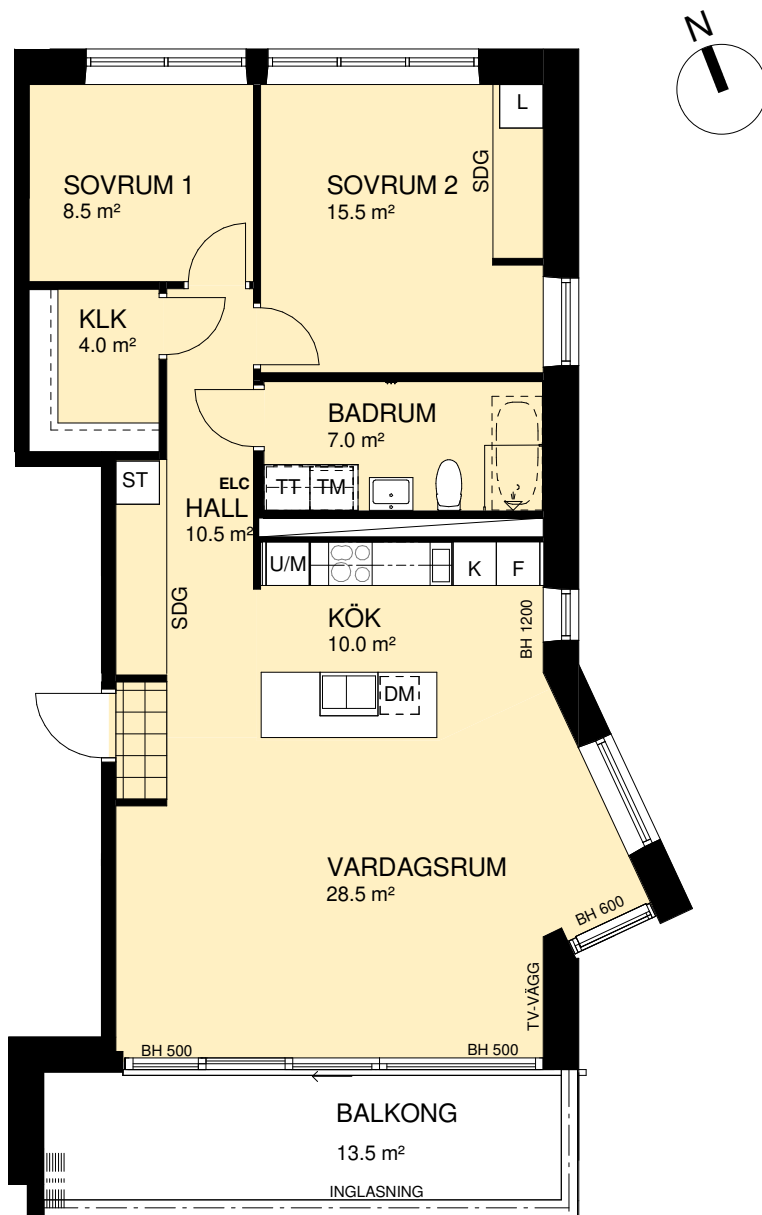 N
L
SDG
SOVRUM 1
8.5 m²
SOVRUM 2
15.5 m²
KLK
4.0 m²
BADRUM
7.0 m²
ST
ELC
TT
TM
HALL
10.5 m²
U/M
K
F
SDG
KÖK
10.0 m²
BH 1200
DM
VARDAGSRUM
28.5 m²
BH 600
TV-VÄGG
BH 500
BH 500
BALKONG
13.5 m²
INGLASNING